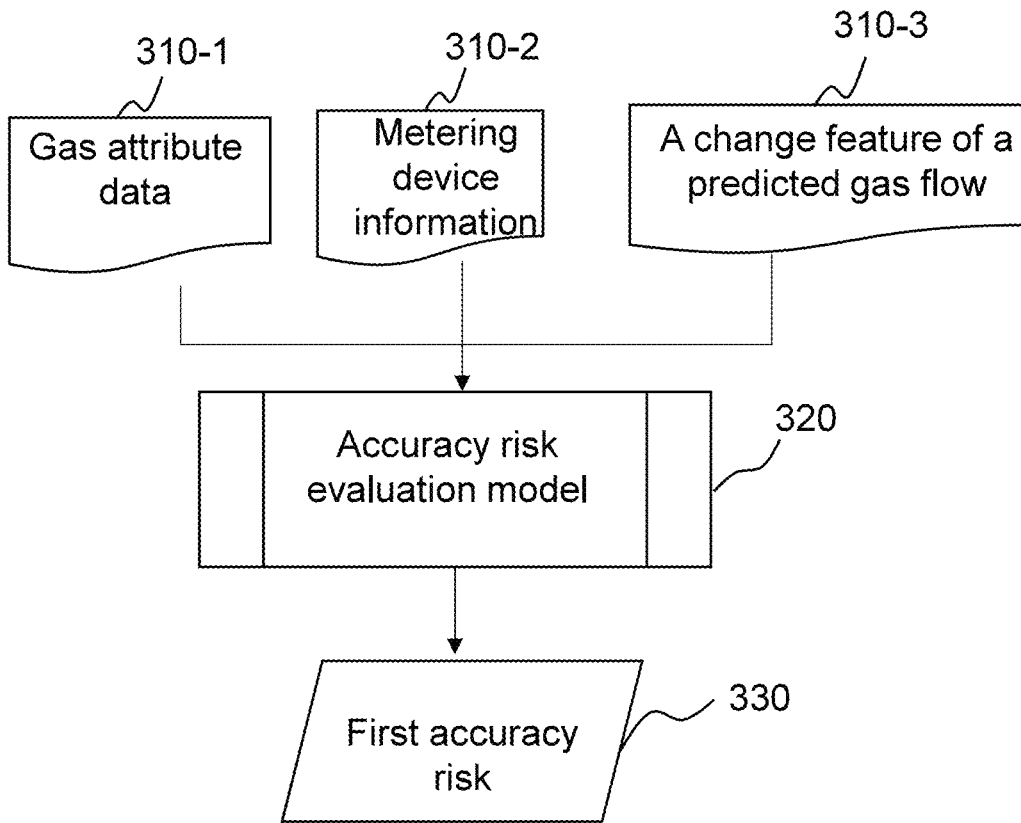 310-1
310-2
310-3
Gas attribute
data
Metering
device
information
A change feature of a
predicted gas flow
Accuracy risk
evaluation model
320
First accuracy
risk
330